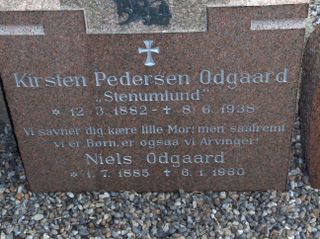 Kirsten Pedersen Odgaard
„Stenumlund"
* 12. 3. 1882 - ✝ 8. 6. 1938
Vi savner dig, kære lille Mor; men saafremt
vi er Børn, er ogsaa vi Arvinger!
Niels Odgaard
* 1. 7. 1885 ✝ 6. 1. 1960